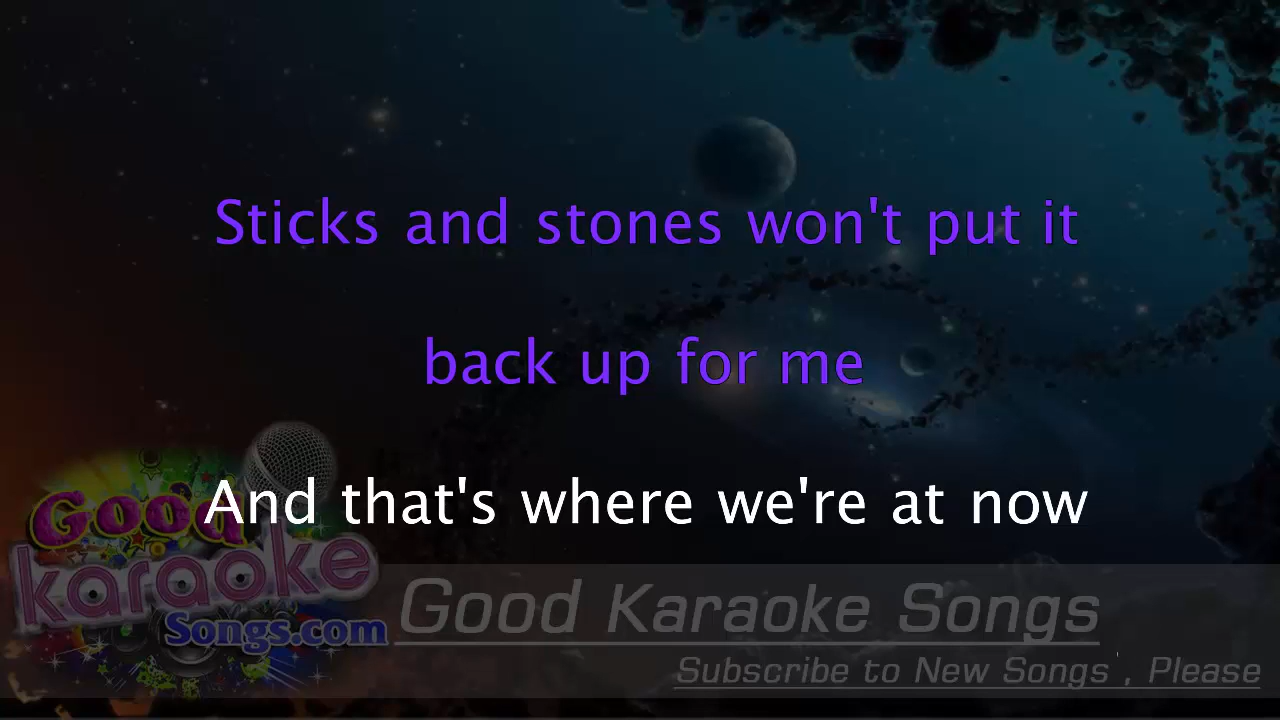 Sticks and stones won't put it
back up for me
And that's where we're at now
Good
karaoke
Songs.com
Good Karaoke Songs
Subscribe to New Songs , Please